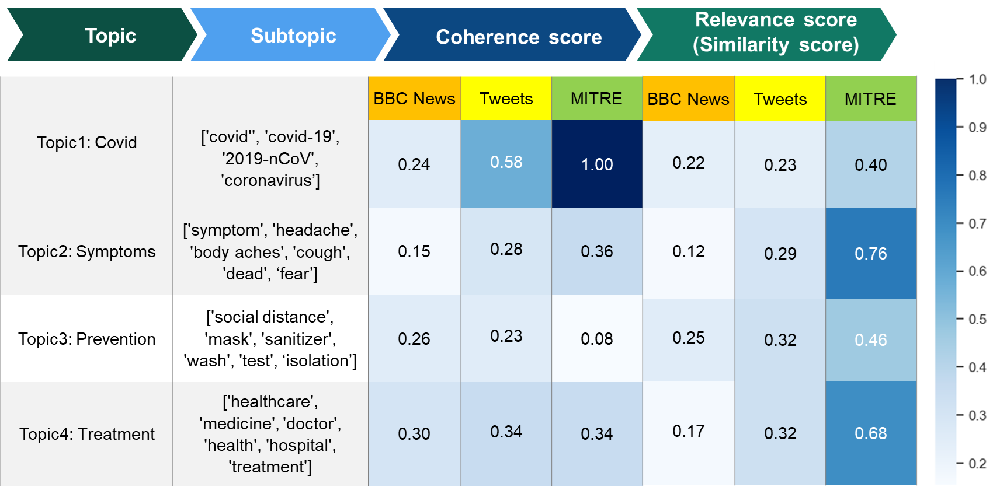 Topic
Subtopic
Coherence score
Relevance score
(Similarity score)
BBC News
Tweets
MITRE
BBC News
Tweets
MITRE
1.0
0.9
0.8
0.7
0.6
0.5
0.4
0.3
0.2
Topic1: Covid
['covid'', 'covid-19',
'2019-nCoV',
'coronavirus’]
0.24
0.58
1.00
0.22
0.23
0.40
Topic2: Symptoms
['symptom', 'headache',
'body aches', 'cough',
'dead', ‘fear’]
0.15
0.28
0.36
0.12
0.29
0.76
Topic3: Prevention
['social distance',
'mask', 'sanitizer',
'wash', 'test', ‘isolation’]
0.26
0.23
0.08
0.25
0.32
0.46
Topic4: Treatment
['healthcare',
'medicine', 'doctor',
'health', 'hospital',
'treatment']
0.30
0.34
0.34
0.17
0.32
0.68